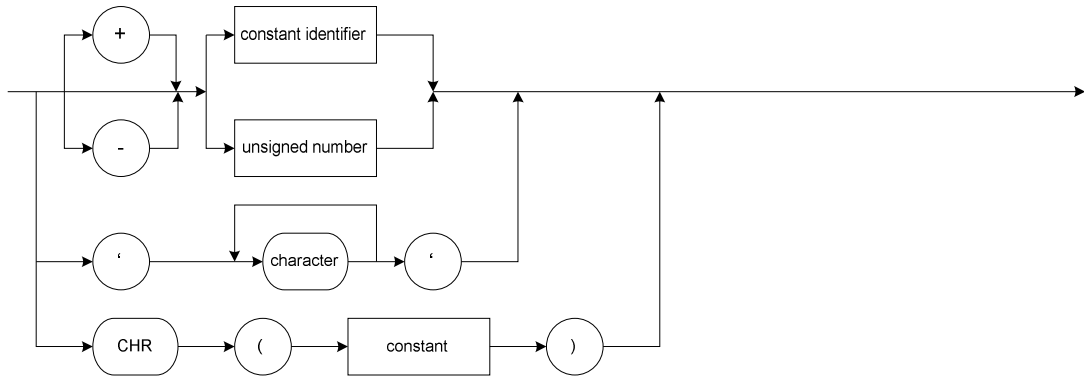 +
constant identifier
-
unsigned number
‘
character
‘
CHR
(
constant
)